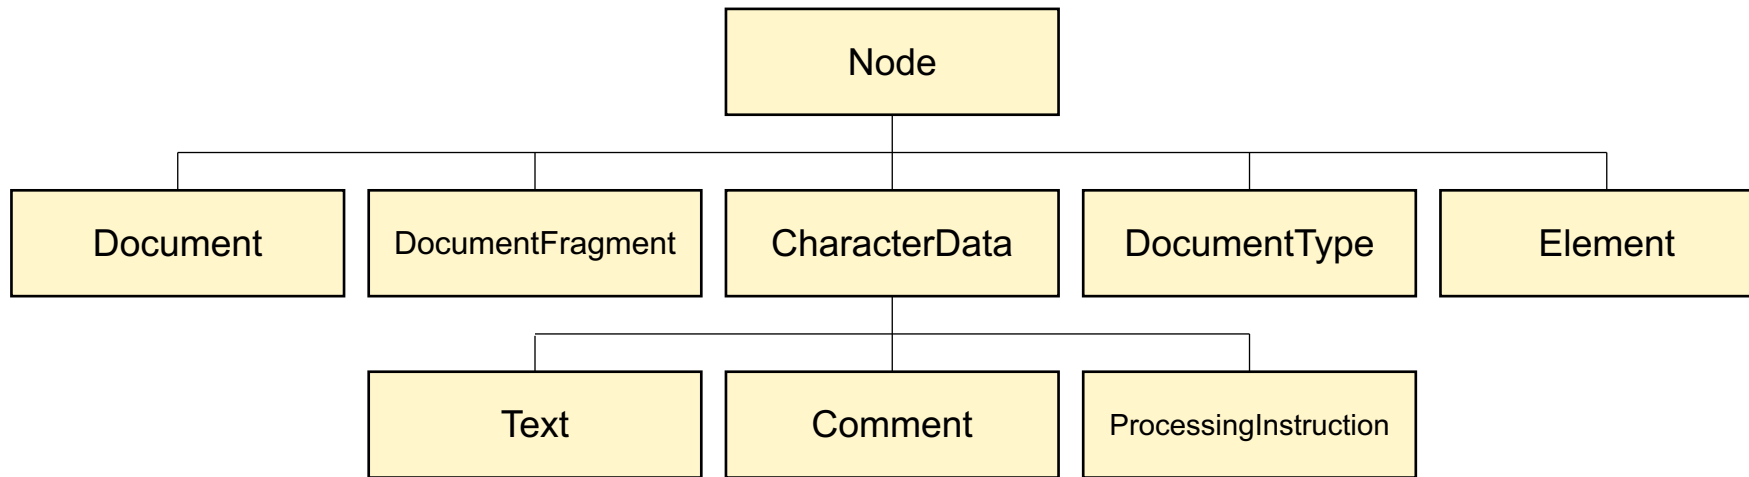 Node
Document
DocumentFragment
CharacterData
DocumentType
Element
Text
Comment
ProcessingInstruction